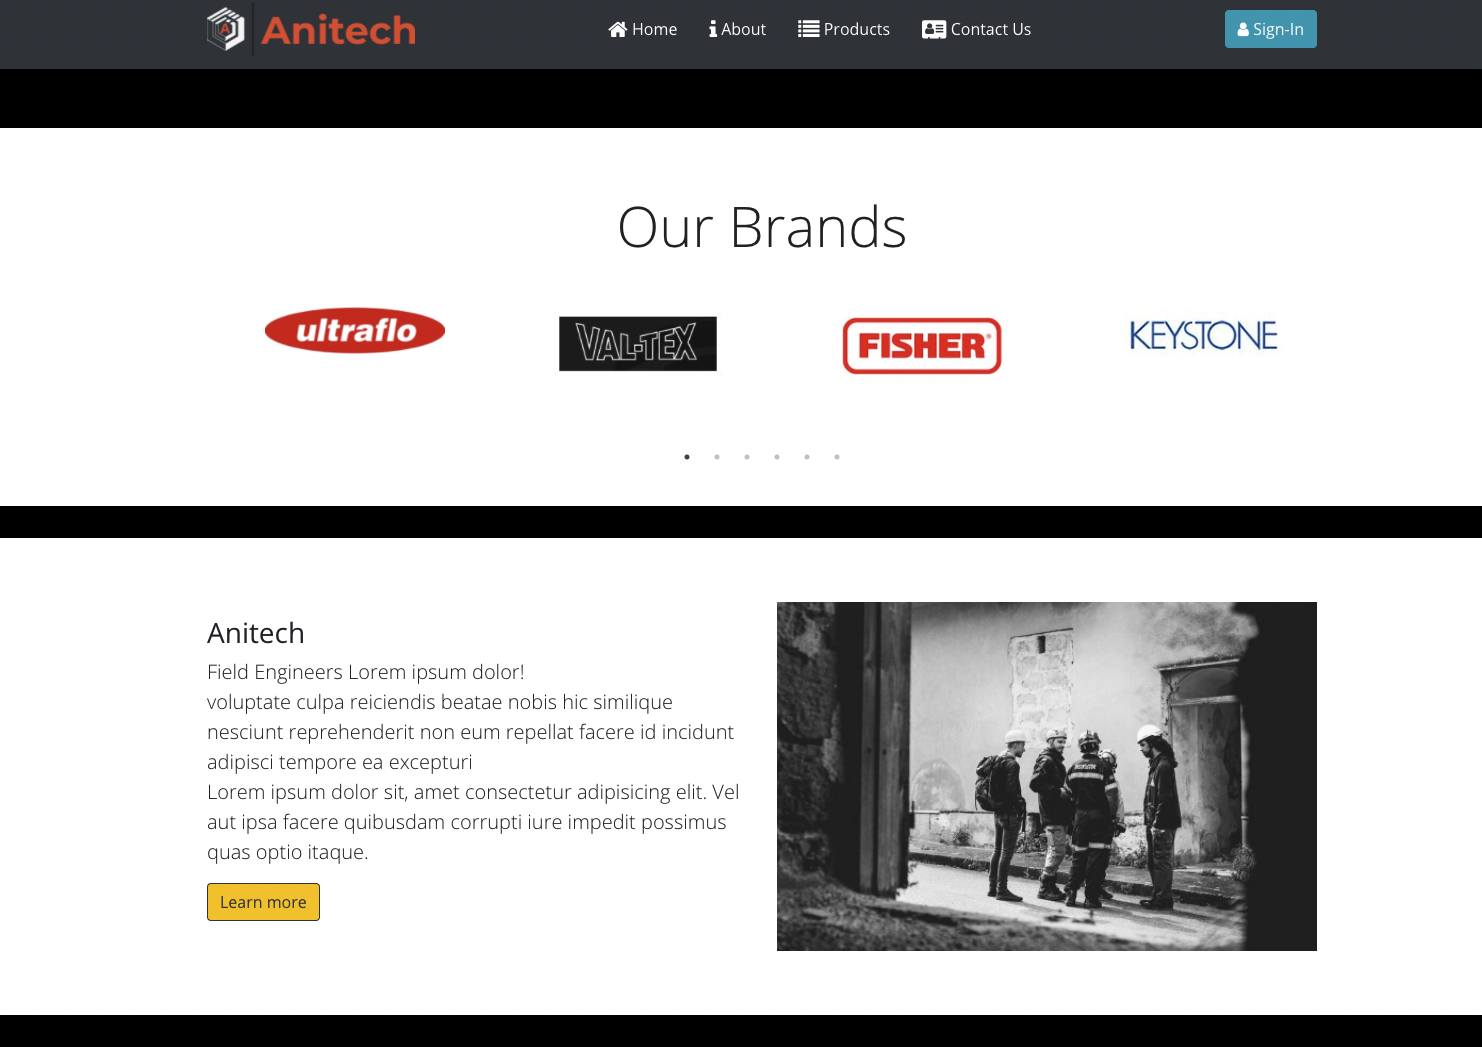 Anitech
Home About Products Contact Us
Sign-In
Our Brands
ultraflo VAL-TEX FISHER® KEYSTONE
Anitech
Field Engineers Lorem ipsum dolor!
voluptate culpa reiciendis beatae nobis hic similique
nesciunt reprehenderit non eum repellat facere id incidunt
adipisci tempore ea excepturi
Lorem ipsum dolor sit, amet consectetur adipisicing elit. Vel
aut ipsa facere quibusdam corrupti iure impedit possimus
quas optio itaque.
Learn more